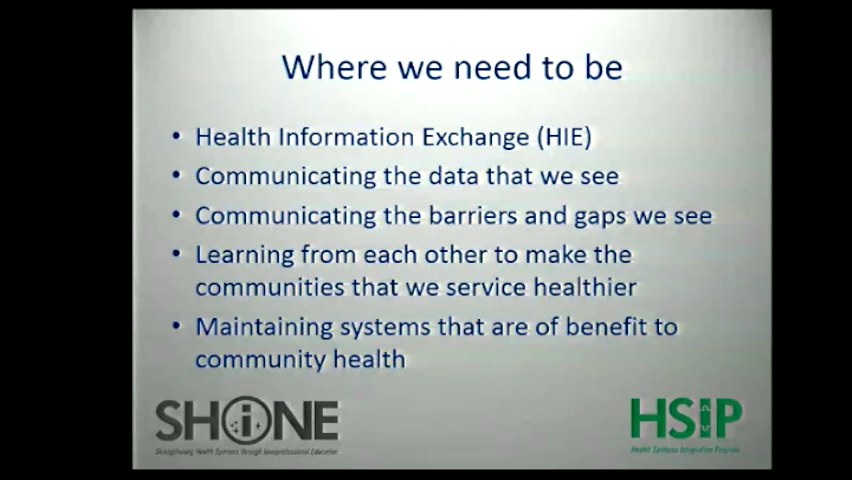 Where we need to be
• Health Information Exchange (HIE)
• Communicating the data that we see
• Communicating the barriers and gaps we see
• Learning from each other to make the
communities that we service healthier
• Maintaining systems that are of benefit to
community health
SHiNE
Strengthening Health Systems through Interprofessional Education
HSiP
Health Systems Integration Program